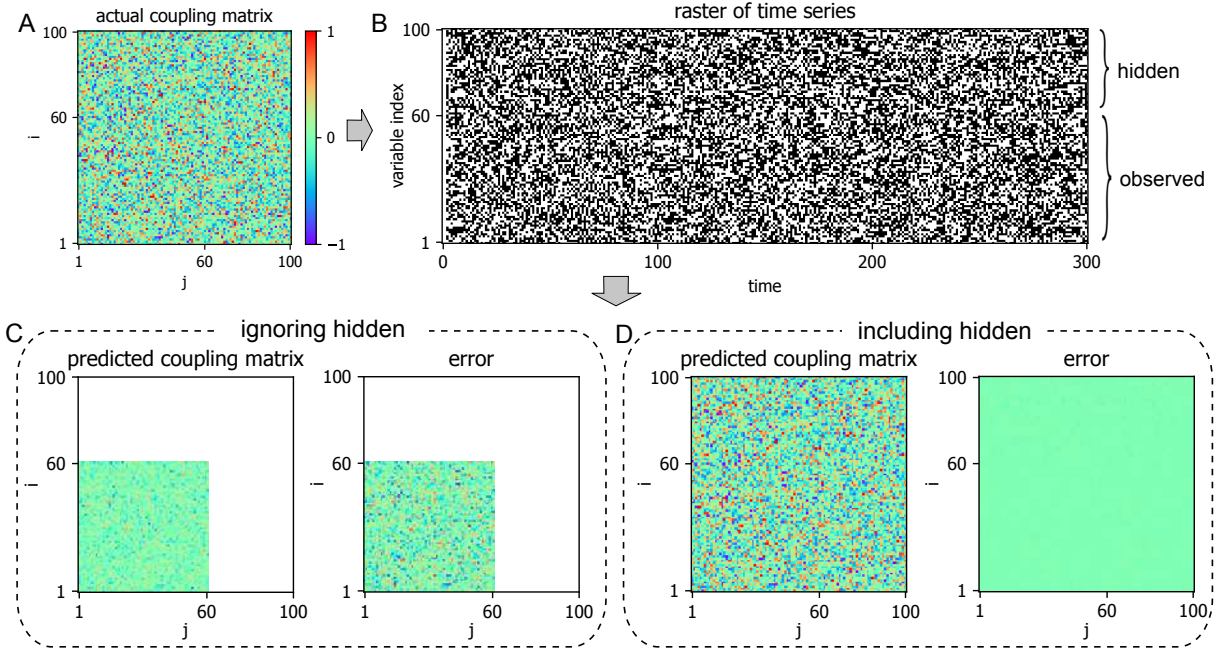 A
actual coupling matrix
100
60
1
i
1
60
100
j
1
0
−1
B
raster of time series
100
60
1
variable index
0
100
200
300
time
hidden
observed
C
ignoring hidden
predicted coupling matrix
100
60
1
i
1
60
100
j
error
100
60
1
i
1
60
100
j
D
including hidden
predicted coupling matrix
100
60
1
i
1
60
100
j
error
100
60
1
i
1
60
100
j